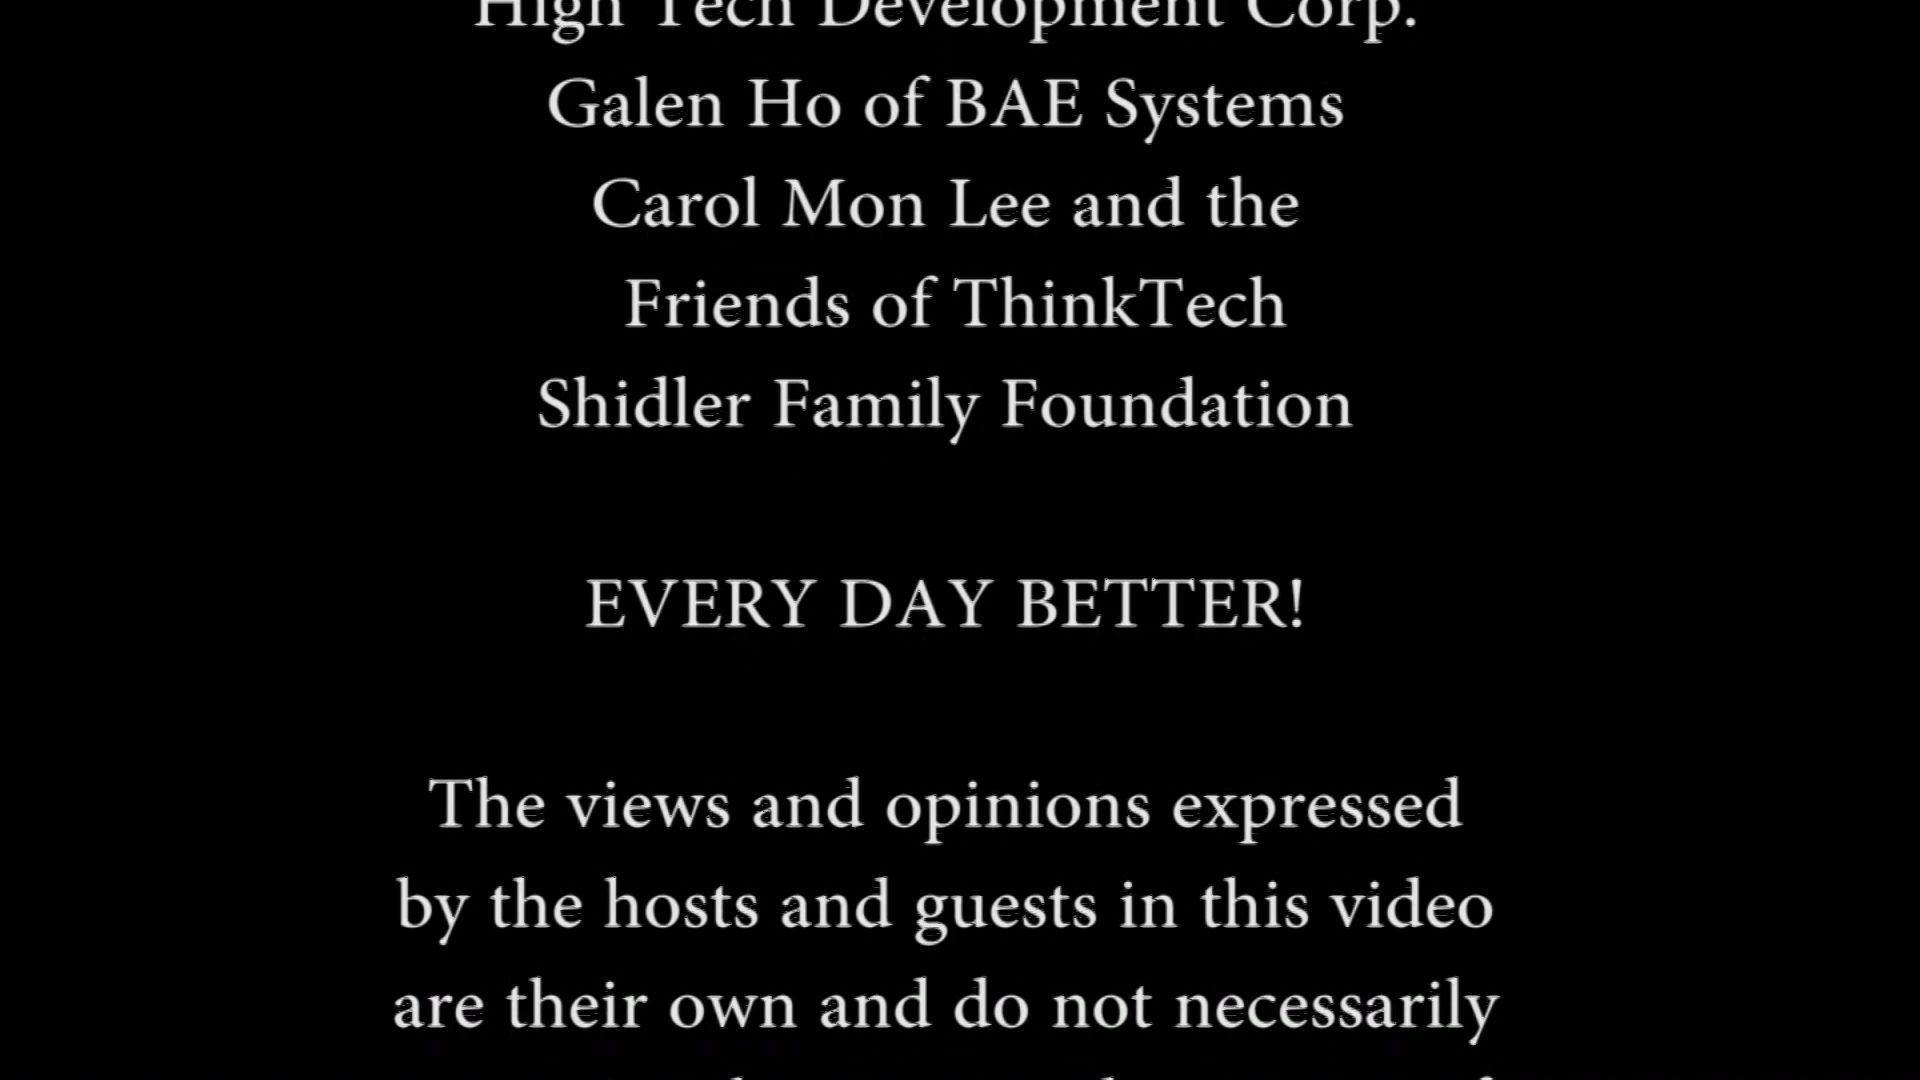 High Tech Development Corp.
Galen Ho of BAE Systems
Carol Mon Lee and the
Friends of ThinkTech
Shidler Family Foundation
EVERY DAY BETTER!
The views and opinions expressed
by the hosts and guests in this video
are their own and do not necessarily